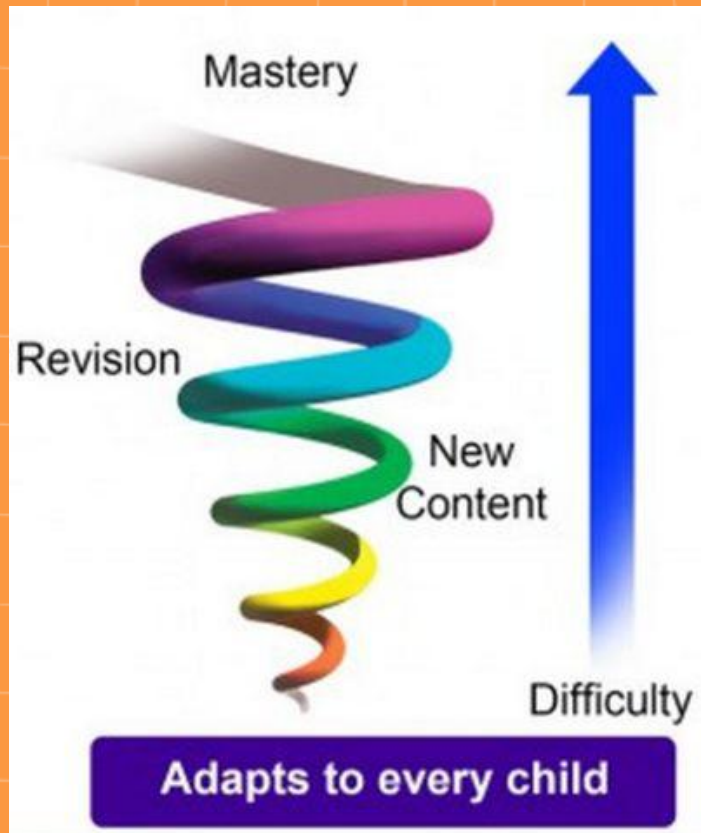 Mastery
Revision
New
Content
Difficulty
Adapts to every child